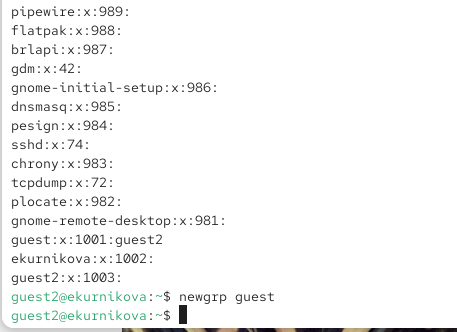 pipewire:x:989:
flatpak:x:988:
brlapi:x:987:
gdm:x:42:
gnome-initial-setup:x:986:
dnsmasq:x:985:
pesign:x:984:
sshd:x:74:
chrony:x:983:
tcpdump:x:72:
plocate:x:982:
gnome-remote-desktop:x:981:
guest:x:1001:guest2
ekurnikova:x:1002:
guest2:x:1003:
guest2@ekurnikova:~$ newgrp guest
guest2@ekurnikova:~$